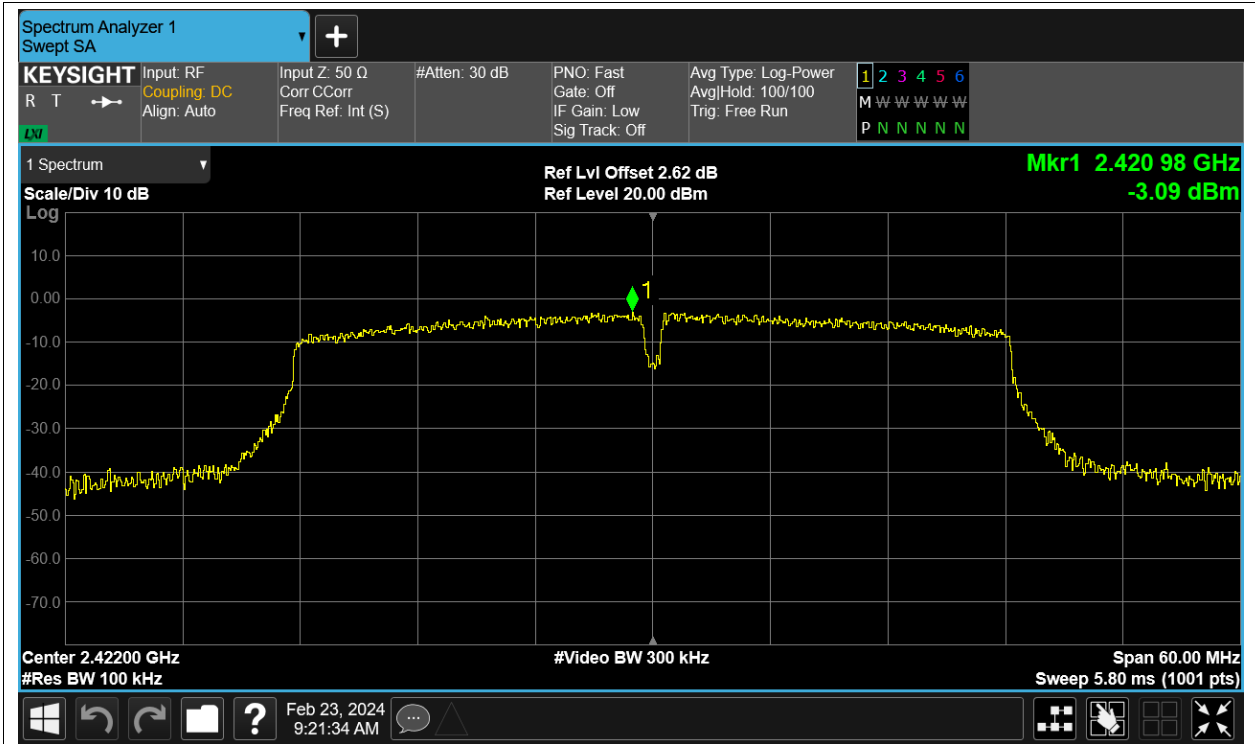 Spectrum Analyzer 1
Swept SA
KEYSIGHT
R T
LXI
Input: RF
Coupling: DC
Align: Auto
Input Z: 50 Ω
Corr CCorr
Freq Ref: Int (S)
#Atten: 30 dB
PNO: Fast
Gate: Off
IF Gain: Low
Sig Track: Off
Avg Type: Log-Power
Avg|Hold: 100/100
Trig: Free Run
1 2 3 4 5 6
M W W W W W
P N N N N N
1 Spectrum
Scale/Div 10 dB
Log
Ref Lvl Offset 2.62 dB
Ref Level 20.00 dBm
Mkr1 2.420 98 GHz
-3.09 dBm
10.0
0.00
-10.0
-20.0
-30.0
-40.0
-50.0
-60.0
-70.0
1
Center 2.42200 GHz
#Res BW 100 kHz
#Video BW 300 kHz
Span 60.00 MHz
Sweep 5.80 ms (1001 pts)
?
Feb 23, 2024
9:21:34 AM